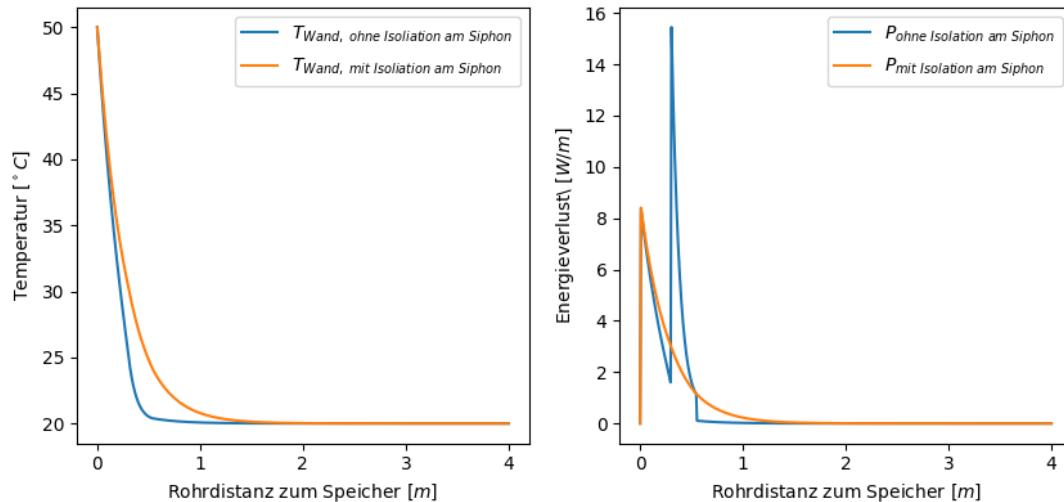 50
45
40
35
30
25
20
Temperatur [°C]
T_Wand, ohne Isoliation am Siphon
T_Wand, mit Isoliation am Siphon
0 1 2 3 4
Rohrdistanz zum Speicher [m]
16
14
12
10
8
6
4
2
0
Energieverlust\ [W/m]
P_ohne Isolation am Siphon
P_mit Isolation am Siphon
0 1 2 3 4
Rohrdistanz zum Speicher [m]